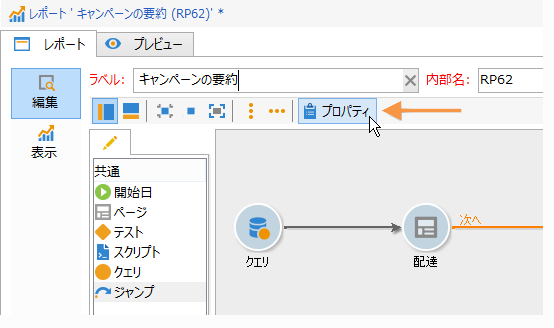 レポート ' キャンペーンの要約 (RP62)' *
レポート プレビュー
編集
表示
ラベル: キャンペーンの要約 内部名: RP62
プロパティ
共通
開始日
ページ
テスト
スクリプト
クエリ
ジャンプ
クエリ
配達
次へ